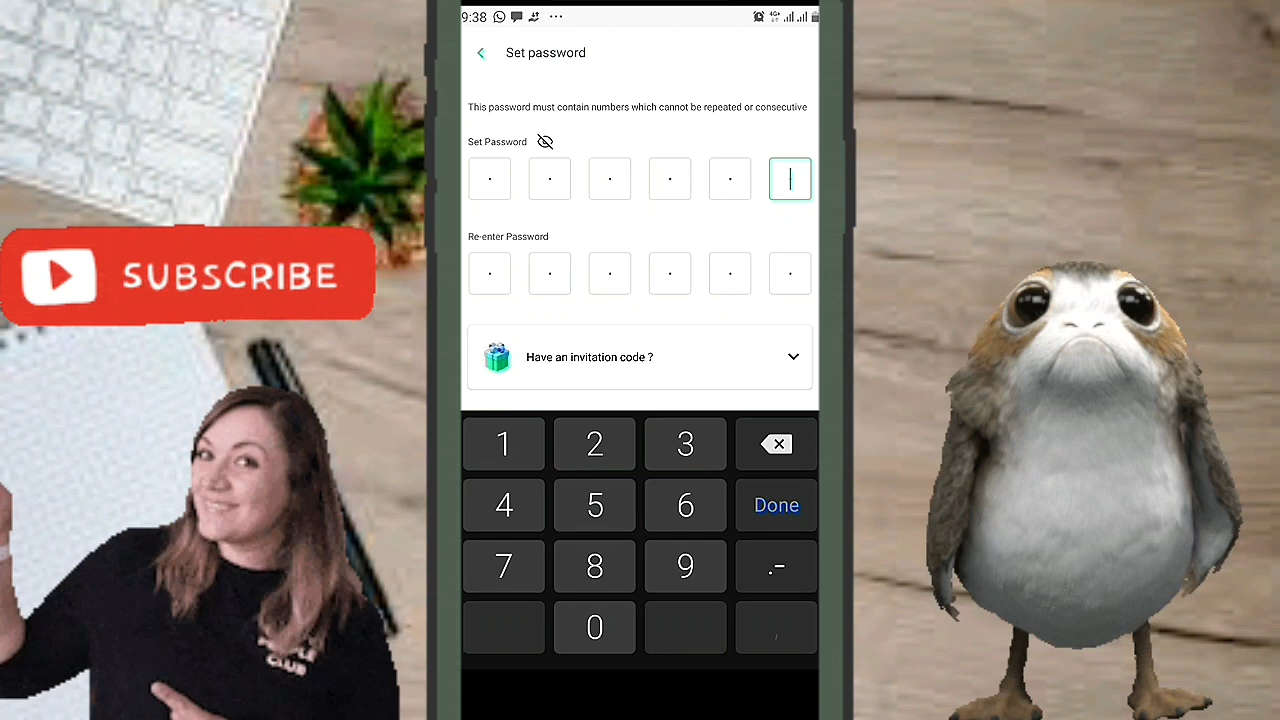 9:38
Set password
This password must contain numbers which cannot be repeated or consecutive
Set Password
Re-enter Password
Have an invitation code ?
SUBSCRIBE
1 2 3
4 5 6 Done
7 8 9 .-
0 ,
CLUB